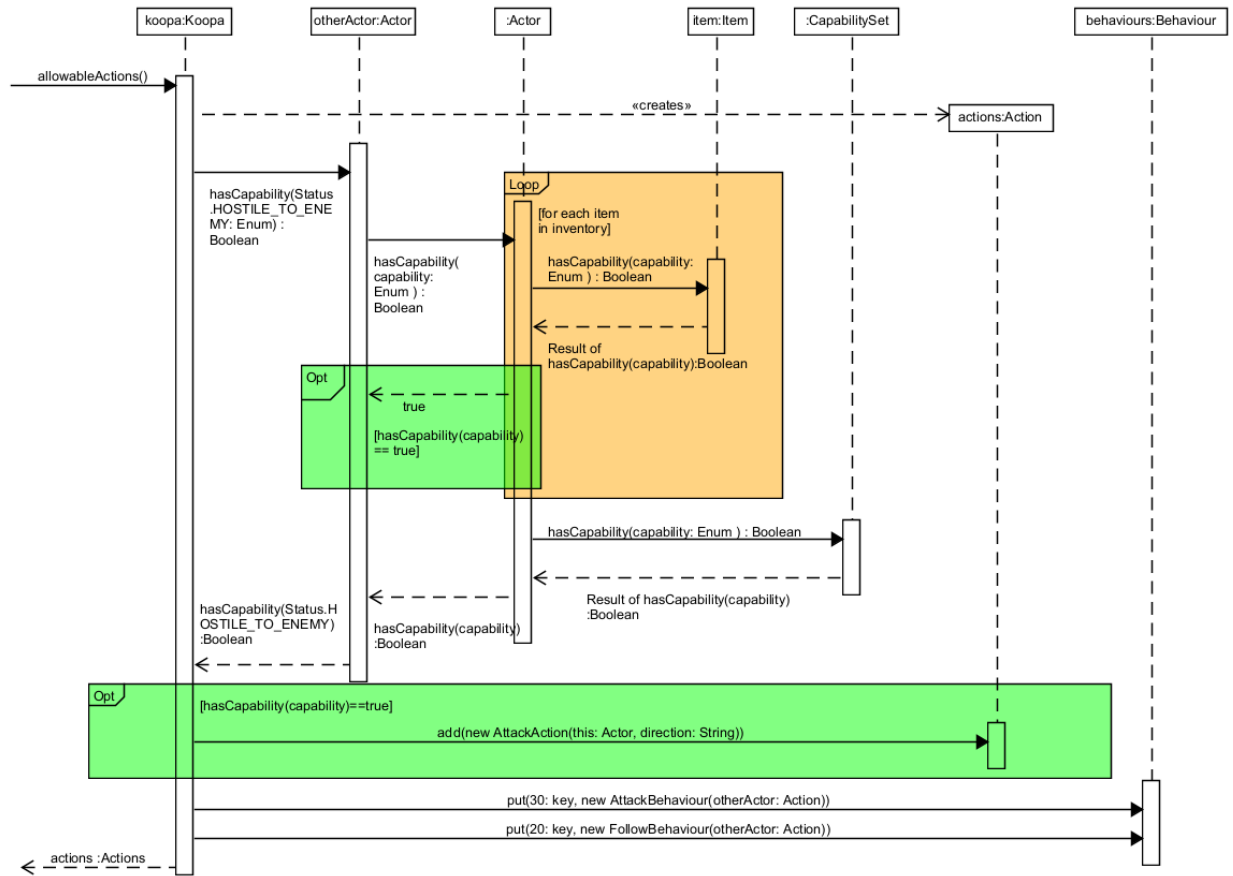 koopa:Koopa
otherActor:Actor
:Actor
item:Item
:CapabilitySet
behaviours:Behaviour
allowableActions()
«creates»
actions:Action
Loop
hasCapability(Status
.HOSTILE_TO_ENE
MY: Enum) :
Boolean
[for each item
in inventory]
hasCapability(
capability:
Enum ) :
Boolean
hasCapability(capability:
Enum ) : Boolean
Result of
hasCapability(capability):Boolean
Opt
true
[hasCapability(capability)
== true]
hasCapability(capability: Enum ) : Boolean
Result of hasCapability(capability)
:Boolean
hasCapability(Status.H
OSTILE_TO_ENEMY)
:Boolean
hasCapability(capability)
:Boolean
Opt
[hasCapability(capability)==true]
add(new AttackAction(this: Actor, direction: String))
put(30: key, new AttackBehaviour(otherActor: Action))
put(20: key, new FollowBehaviour(otherActor: Action))
actions :Actions